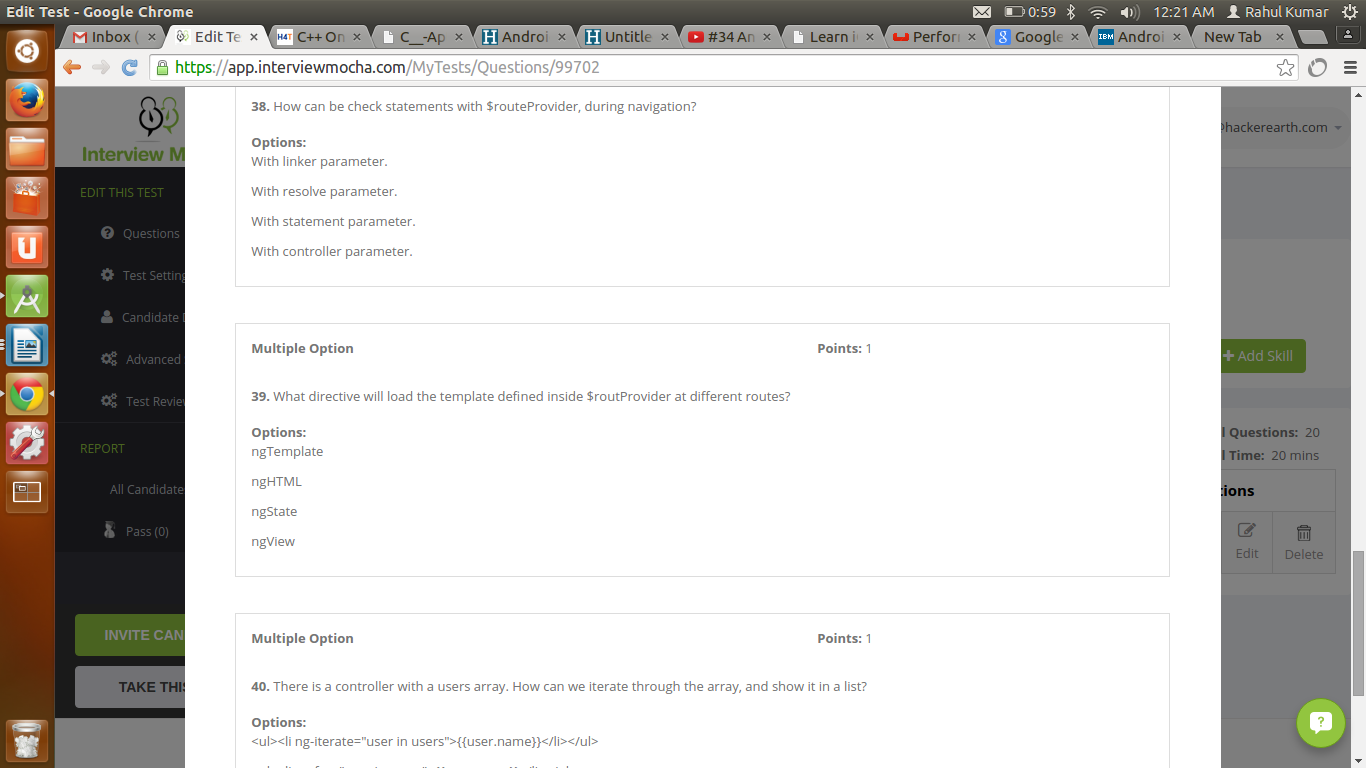 Edit Test - Google Chrome
0:59
12:21 AM
Rahul Kumar
Inbox (
Edit Te
H4T
C++ On
C__-Ap
Androi
Untitle
#34 An
Learn i
Perfor
Google
IBM
Androi
New Tab
https://app.interviewmocha.com/MyTests/Questions/99702
Interview M
hackerearth.com
EDIT THIS TEST
Questions
Test Setting
Candidate
Advanced
Test Review
REPORT
All Candidate
Pass (0)
INVITE CAN
TAKE THIS
38. How can be check statements with $routeProvider, during navigation?
Options:
With linker parameter.
With resolve parameter.
With statement parameter.
With controller parameter.
Multiple Option
Points: 1
39. What directive will load the template defined inside $routProvider at different routes?
Options:
ngTemplate
ngHTML
ngState
ngView
Multiple Option
Points: 1
40. There is a controller with a users array. How can we iterate through the array, and show it in a list?
Options:
<ul><li ng-iterate="user in users">{{user.name}}</li></ul>
+ Add Skill
l Questions: 20
l Time: 20 mins
tions
Edit
Delete